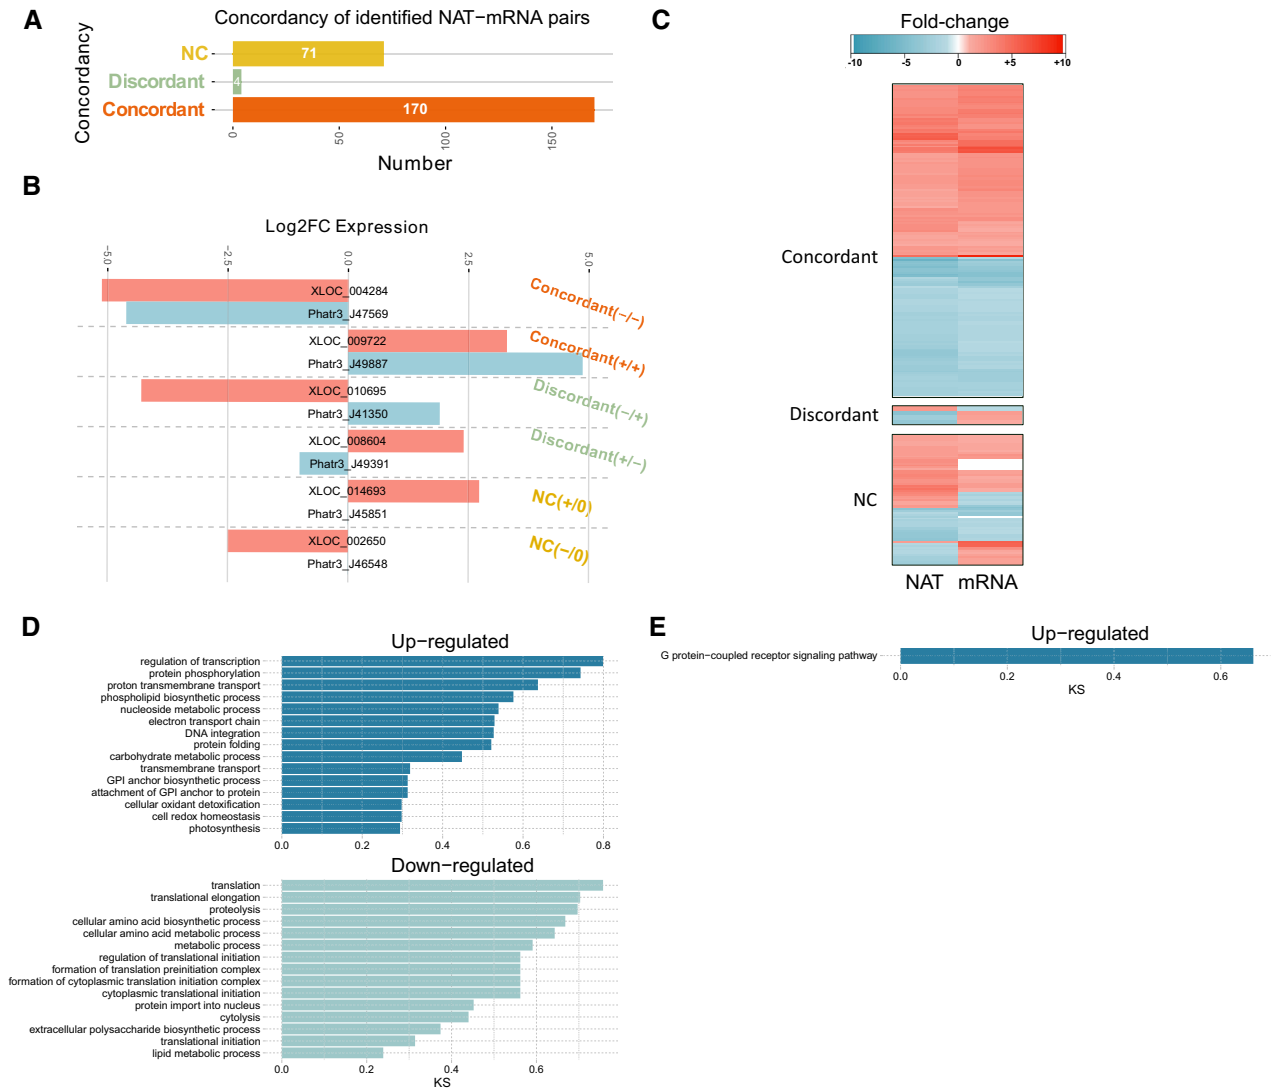 A
Concordancy of identified NAT−mRNA pairs
Concordancy
NC
71
Discordant
4
Concordant
170
0
50
100
150
Number
B
Log2FC Expression
−5.0
−2.5
0.0
2.5
5.0
XLOC_004284
Phatr3_J47569
Concordant(−/−)
XLOC_009722
Phatr3_J49887
Concordant(+/+)
XLOC_010695
Phatr3_J41350
Discordant(−/+)
XLOC_008604
Phatr3_J49391
Discordant(+/−)
XLOC_014693
Phatr3_J45851
NC(+/0)
XLOC_002650
Phatr3_J46548
NC(−/0)
C
Fold-change
-10 -5 0 +5 +10
Concordant
Discordant
NC
NAT mRNA
D
Up−regulated
regulation of transcription
protein phosphorylation
proton transmembrane transport
phospholipid biosynthetic process
nucleoside metabolic process
electron transport chain
DNA integration
protein folding
carbohydrate metabolic process
transmembrane transport
GPI anchor biosynthetic process
attachment of GPI anchor to protein
cellular oxidant detoxification
cell redox homeostasis
photosynthesis
0.0 0.2 0.4 0.6 0.8
Down−regulated
translation
translational elongation
proteolysis
cellular amino acid biosynthetic process
cellular amino acid metabolic process
metabolic process
regulation of translational initiation
formation of translation preinitiation complex
formation of cytoplasmic translation initiation complex
cytoplasmic translational initiation
protein import into nucleus
cytolysis
extracellular polysaccharide biosynthetic process
translational initiation
lipid metabolic process
0.0 0.2 0.4 0.6
KS
E
Up−regulated
G protein−coupled receptor signaling pathway
0.0 0.2 0.4 0.6
KS